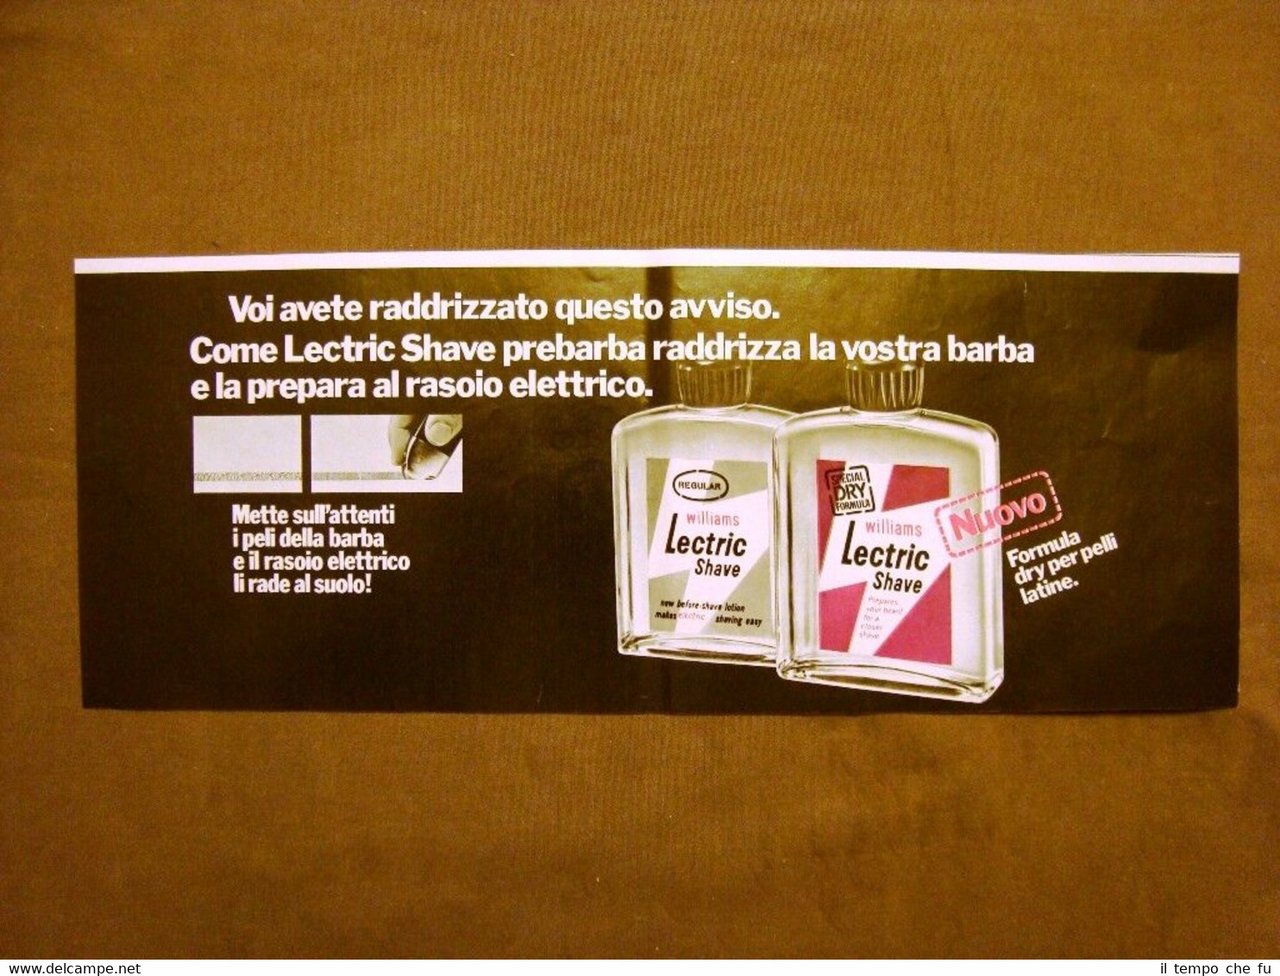 Voi avete raddrizzato questo avviso.
Come Lectric Shave prebarba raddrizza la vostra barba
e la prepara al rasoio elettrico.
Mette sull'attenti
i peli della barba
e il rasoio elettrico
li rade al suolo!
REGULAR
williams
Lectric
Shave
new before-shave lotion
makes electric shaving easy
SPECIAL
DRY
FORMULA
williams
Lectric
Shave
Prepares
your beard
for a
closer
shave
Nuovo
Formula
dry per pelli
latine.
delcampe.net
il tempo che fu